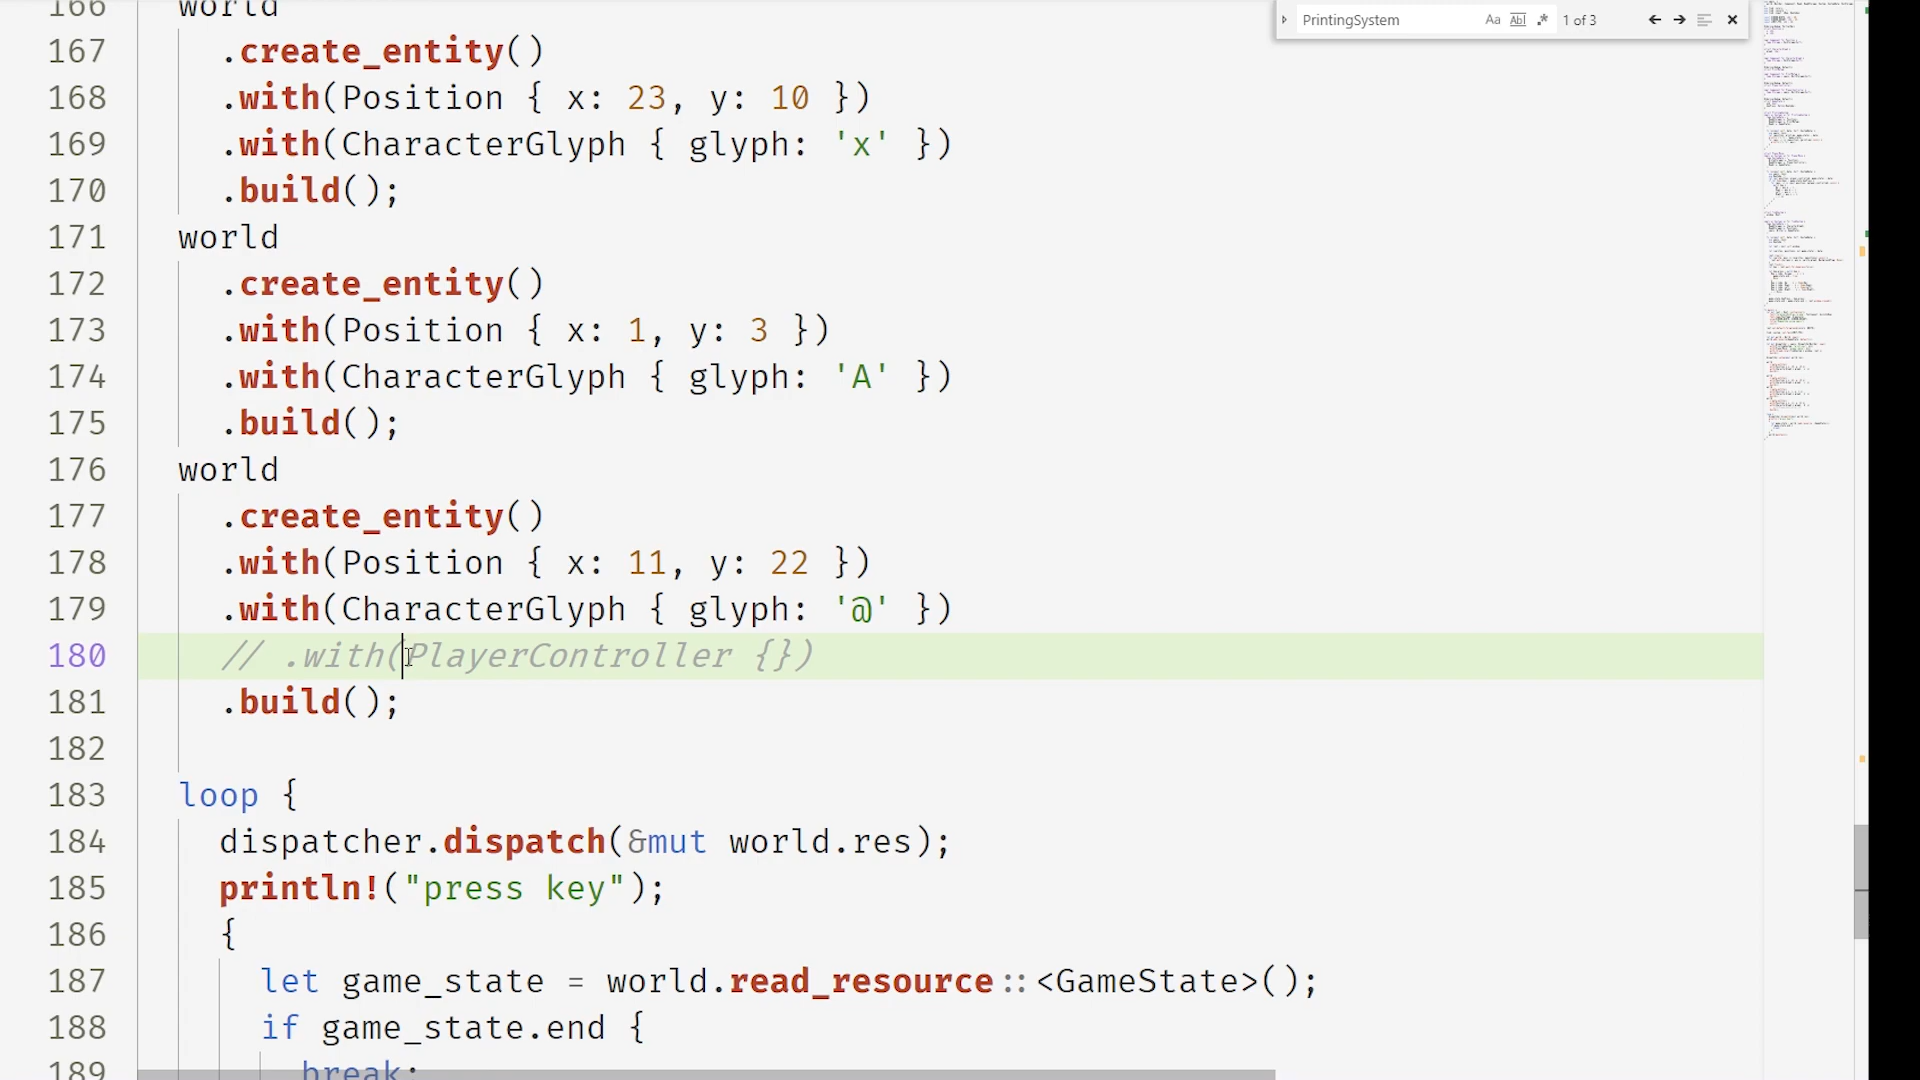 PrintingSystem Aa Abl .* 1 of 3
166 world
167 .create_entity()
168 .with(Position { x: 23, y: 10 })
169 .with(CharacterGlyph { glyph: 'x' })
170 .build();
171 world
172 .create_entity()
173 .with(Position { x: 1, y: 3 })
174 .with(CharacterGlyph { glyph: 'A' })
175 .build();
176 world
177 .create_entity()
178 .with(Position { x: 11, y: 22 })
179 .with(CharacterGlyph { glyph: '@' })
180 // .with(PlayerController {})
181 .build();
182
183 loop {
184 dispatcher.dispatch(&mut world.res);
185 println!("press key");
186 {
187 let game_state = world.read_resource::<GameState>();
188 if game_state.end {
189 break;